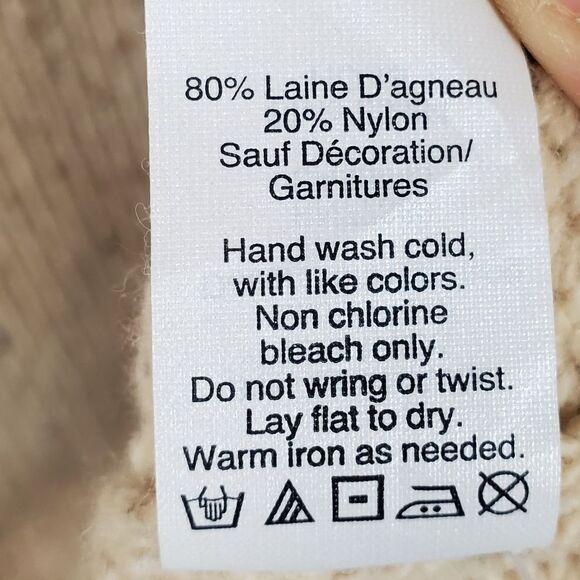 80% Laine D'agneau
20% Nylon
Sauf Décoration/
Garnitures
Hand wash cold,
with like colors.
Non chlorine
bleach only.
Do not wring or twist.
Lay flat to dry.
Warm iron as needed.